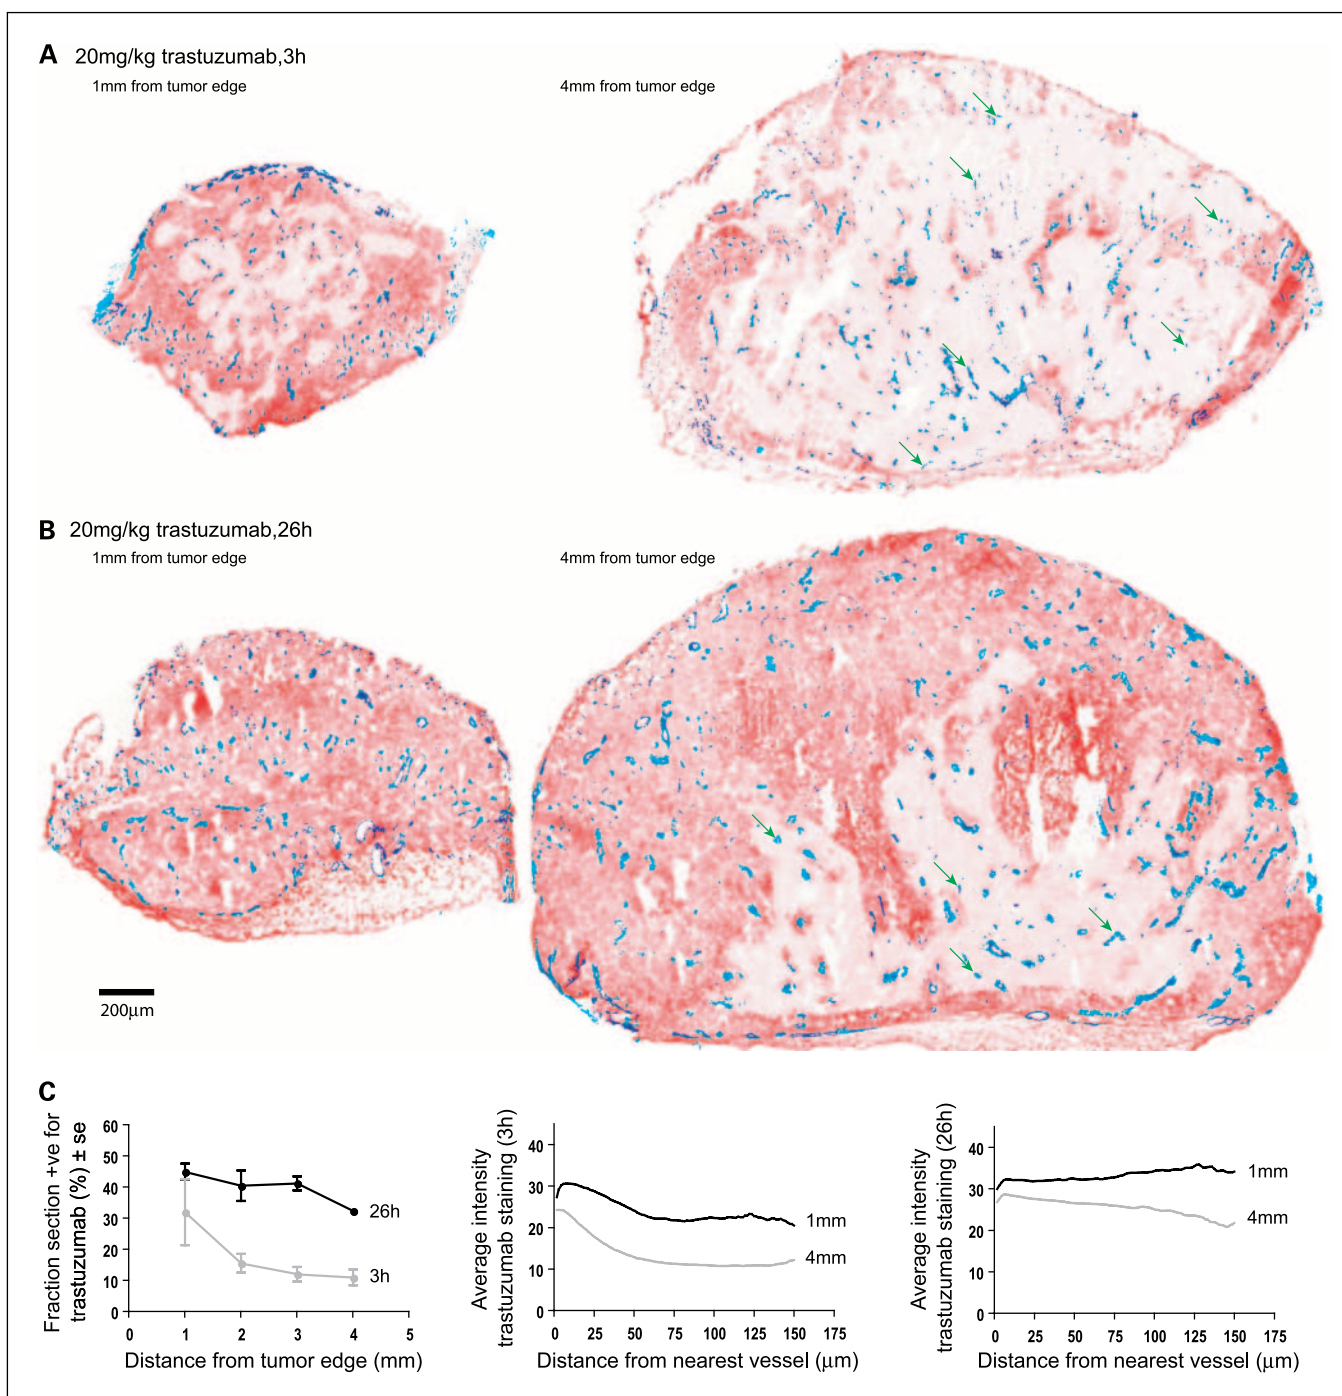 A 20mg/kg trastuzumab,3h
1mm from tumor edge
4mm from tumor edge
B 20mg/kg trastuzumab,26h
1mm from tumor edge
4mm from tumor edge
200μm
C
Fraction section +ve for
trastuzumab (%) ± se
60
50
40
30
20
10
0
26h
3h
0 1 2 3 4 5
Distance from tumor edge (mm)
Average intensity
trastuzumab staining (3h)
40
30
20
10
0
1mm
4mm
0 25 50 75 100 125 150 175
Distance from nearest vessel (μm)
Average intensity
trastuzumab staining (26h)
40
30
20
10
0
1mm
4mm
0 25 50 75 100 125 150 175
Distance from nearest vessel (μm)